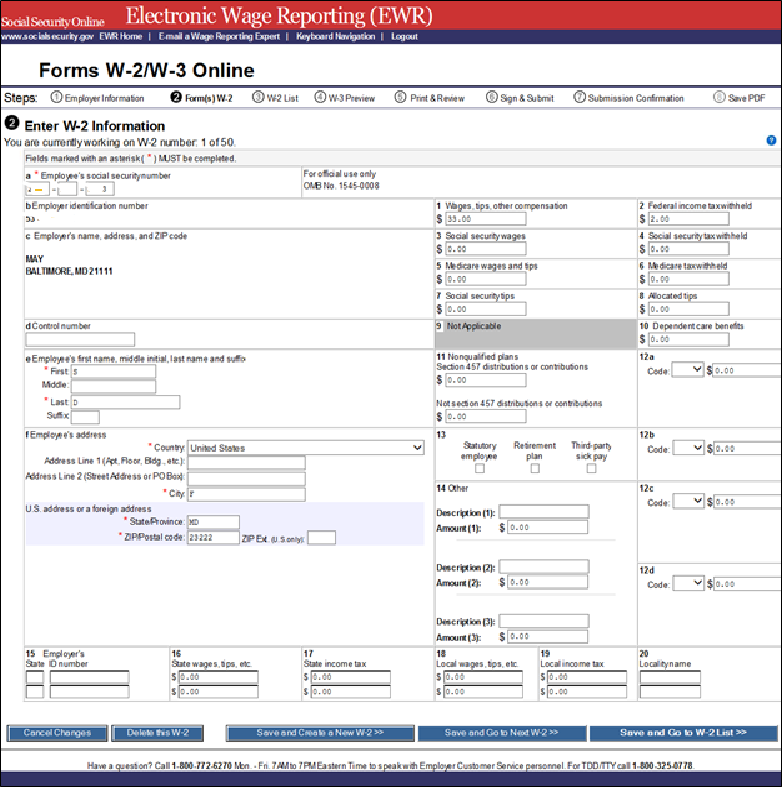 Social Security Online Electronic Wage Reporting (EWR)
www.socialsecurity.gov EWR Home | E-mail a Wage Reporting Expert | Keyboard Navigation | Logout
Forms W-2/W-3 Online
Steps: 1 Employer Information 2 Form(s) W-2 3 W-2 List 4 W-3 Preview 5 Print & Review 6 Sign & Submit 7 Submission Confirmation 8 Save PDF
2 Enter W-2 Information
You are currently working on W-2 number: 1 of 50.
?
Fields marked with an asterisk ( * ) MUST be completed.
a * Employee's social security number
- - 3
For official use only
OMB No. 1545-0008
b Employer identification number
1 Wages, tips, other compensation
$ 33.00
2 Federal income tax withheld
$ 2.00
c Employer's name, address, and ZIP code
MAY
BALTIMORE, MD 21111
3 Social security wages
$ 0.00
4 Social security tax withheld
$ 0.00
5 Medicare wages and tips
$ 0.00
6 Medicare tax withheld
$ 0.00
7 Social security tips
$ 0.00
8 Allocated tips
$ 0.00
d Control number
9 Not Applicable
10 Dependent care benefits
$ 0.00
e Employee's first name, middle initial, last name and suffix
* First: S
Middle:
* Last: D
Suffix:
11 Nonqualified plans
Section 457 distributions or contributions
$ 0.00
Not section 457 distributions or contributions
$ 0.00
12a
Code: $ 0.00
f Employee's address
* Country: United States
Address Line 1 (Apt, Floor, Bldg., etc.):
Address Line 2 (Street Address or PO Box):
* City: F
U.S. address or a foreign address
* State/Province: MD
* ZIP/Postal code: 23222 ZIP Ext. (U.S only):
13
Statutory employee
Retirement plan
Third-party sick pay
12b
Code: $ 0.00
14 Other
Description (1):
Amount (1): $ 0.00
Description (2):
Amount (2): $ 0.00
Description (3):
Amount (3): $ 0.00
12c
Code: $ 0.00
12d
Code: $ 0.00
15 Employer's
State ID number
16
State wages, tips, etc.
$ 0.00
$ 0.00
17
State income tax
$ 0.00
$ 0.00
18
Local wages, tips, etc.
$ 0.00
$ 0.00
19
Local income tax
$ 0.00
$ 0.00
20
Locality name
Cancel Changes Delete this W-2 Save and Create a New W-2 >> Save and Go to Next W-2 >> Save and Go to W-2 List >>
Have a question? Call 1-800-772-6270 Mon. - Fri. 7AM to 7PM Eastern Time to speak with Employer Customer Service personnel. For TDD/TTY call 1-800-325-0778.